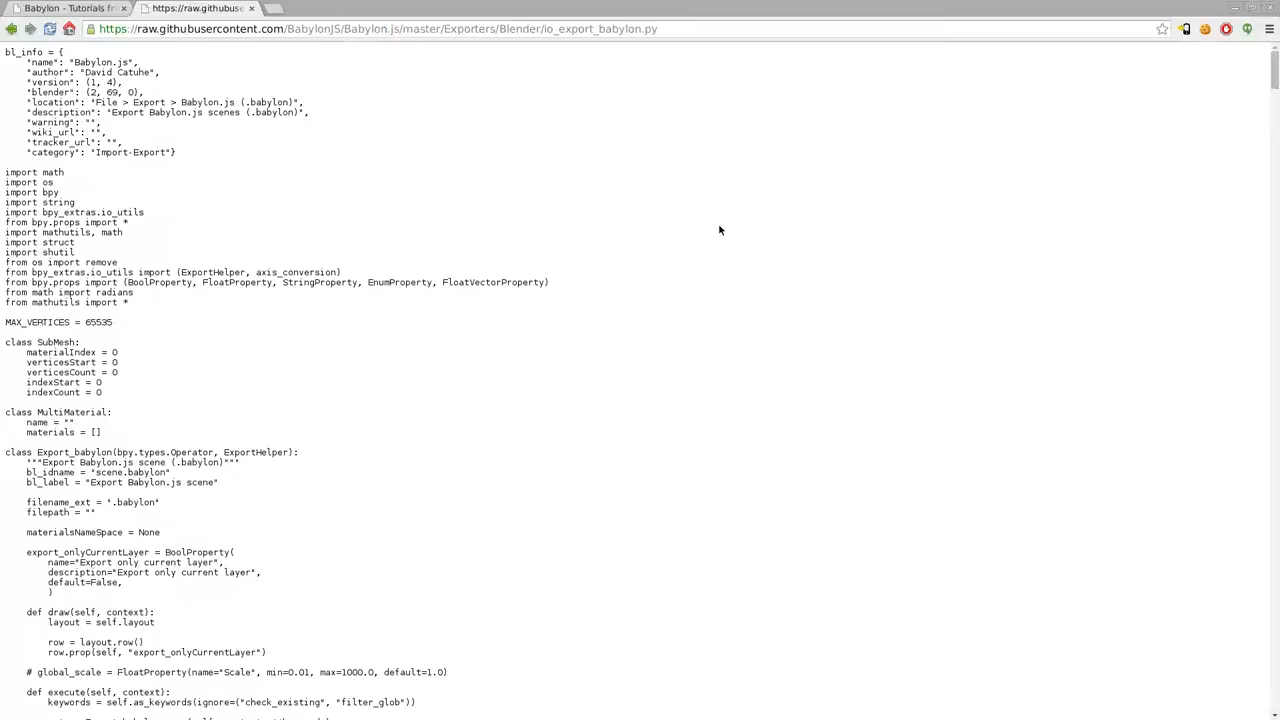 Babylon - Tutorials fr
https://raw.githubuse
https://raw.githubusercontent.com/BabylonJS/Babylon.js/master/Exporters/Blender/io_export_babylon.py
bl_info = {
    "name": "Babylon.js",
    "author": "David Catuhe",
    "version": (1, 4),
    "blender": (2, 69, 0),
    "location": "File > Export > Babylon.js (.babylon)",
    "description": "Export Babylon.js scenes (.babylon)",
    "warning": "",
    "wiki_url": "",
    "tracker_url": "",
    "category": "Import-Export"}
import math
import os
import bpy
import string
import bpy_extras.io_utils
from bpy.props import *
import mathutils, math
import struct
import shutil
from os import remove
from bpy_extras.io_utils import (ExportHelper, axis_conversion)
from bpy.props import (BoolProperty, FloatProperty, StringProperty, EnumProperty, FloatVectorProperty)
from math import radians
from mathutils import *
MAX_VERTICES = 65535
class SubMesh:
    materialIndex = 0
    verticesStart = 0
    verticesCount = 0
    indexStart = 0
    indexCount = 0
class MultiMaterial:
    name = ""
    materials = []
class Export_babylon(bpy.types.Operator, ExportHelper):
    """Export Babylon.js scene (.babylon)"""
    bl_idname = "scene.babylon"
    bl_label = "Export Babylon.js scene"
    filename_ext = ".babylon"
    filepath = ""
    materialsNameSpace = None
    export_onlyCurrentLayer = BoolProperty(
        name="Export only current layer",
        description="Export only current layer",
        default=False,
        )
    def draw(self, context):
        layout = self.layout
        row = layout.row()
        row.prop(self, "export_onlyCurrentLayer")
    # global_scale = FloatProperty(name="Scale", min=0.01, max=1000.0, default=1.0)
    def execute(self, context):
        keywords = self.as_keywords(ignore=("check_existing", "filter_glob"))